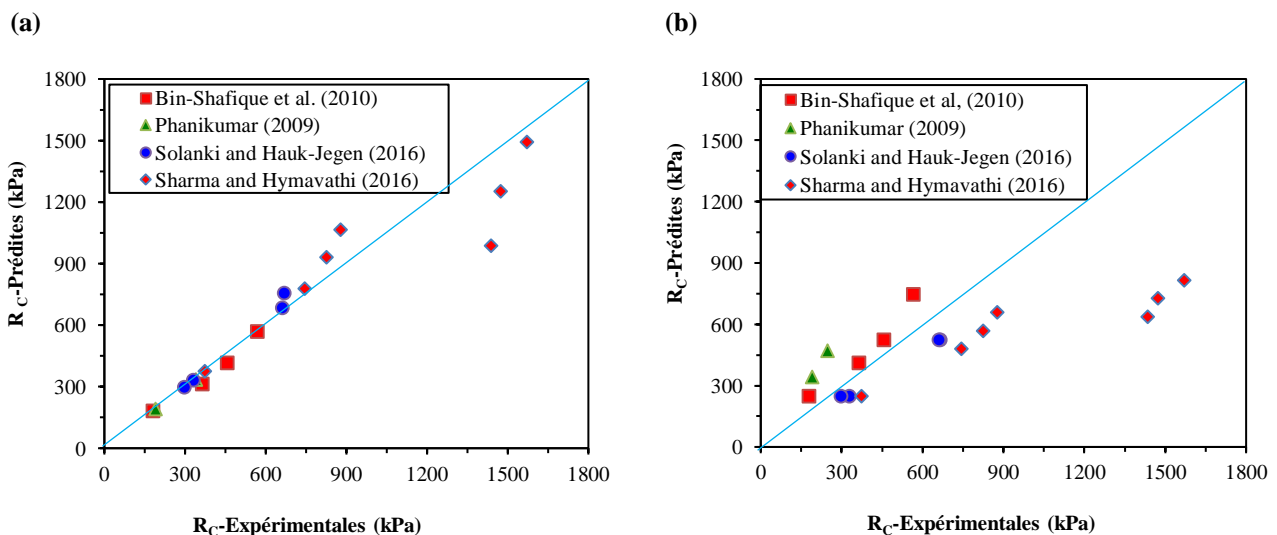 (a)
1800
1500
1200
900
600
300
0
0 300 600 900 1200 1500 1800
Bin-Shafique et al. (2010)
Phanikumar (2009)
Solanki and Hauk-Jegen (2016)
Sharma and Hymavathi (2016)
RC-Prédites (kPa)
RC-Expérimentales (kPa)
(b)
1800
1500
1200
900
600
300
0
0 300 600 900 1200 1500 1800
Bin-Shafique et al, (2010)
Phanikumar (2009)
Solanki and Hauk-Jegen (2016)
Sharma and Hymavathi (2016)
RC-Prédites (kPa)
RC-Expérimentales (kPa)